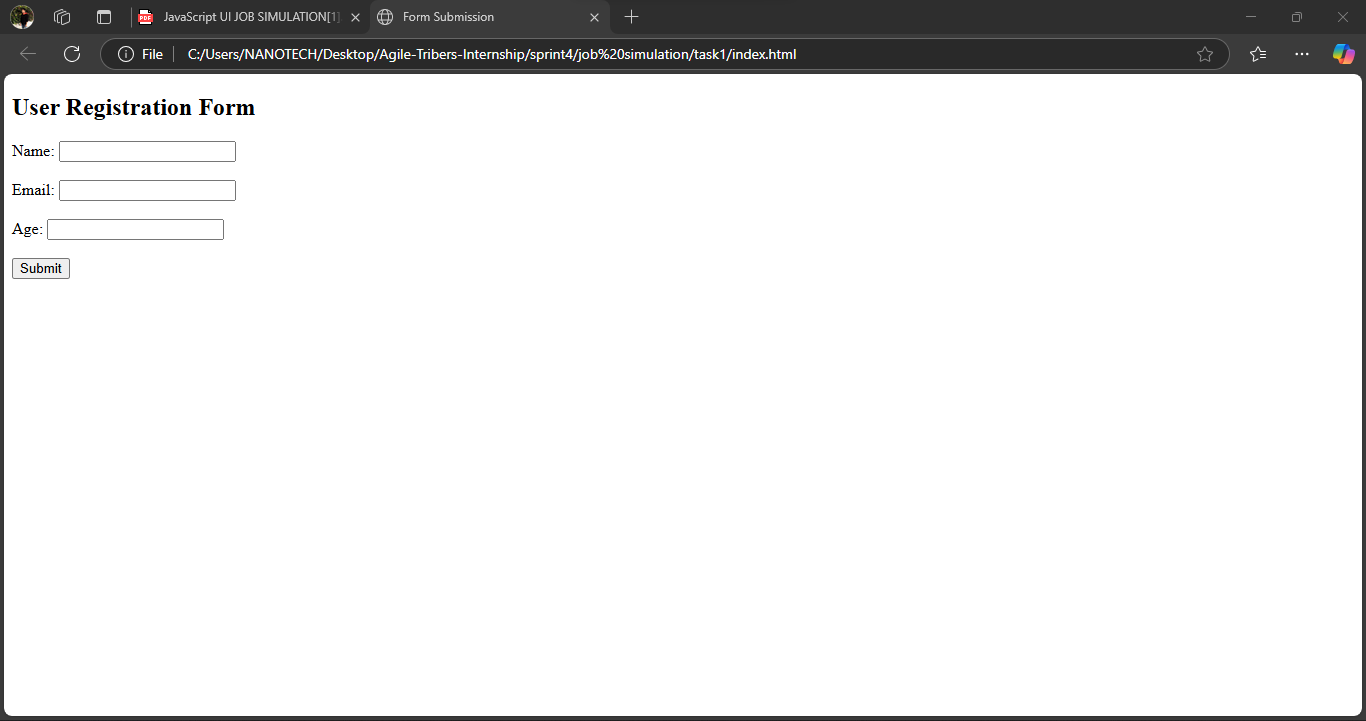 PDF JavaScript UI JOB SIMULATION[1] Form Submission
File C:/Users/NANOTECH/Desktop/Agile-Tribers-Internship/sprint4/job%20simulation/task1/index.html
User Registration Form
Name:
Email:
Age:
Submit